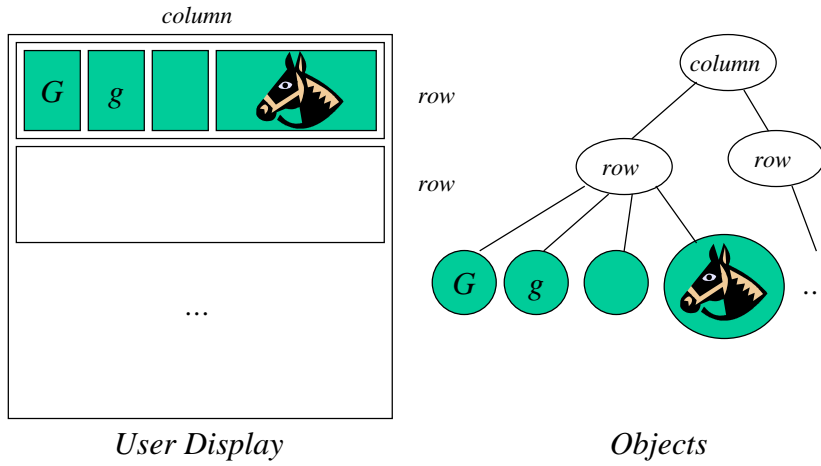 column
G g
...
row
row
User Display
column
row
row
G g
..
Objects